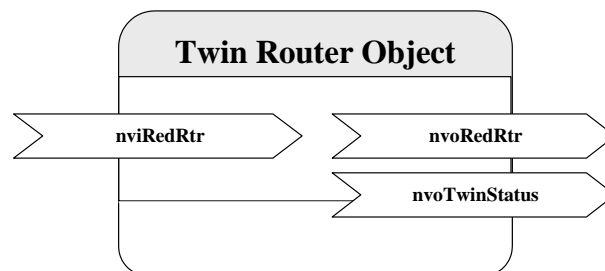 Twin Router Object
nviRedRtr
nvoRedRtr
nvoTwinStatus